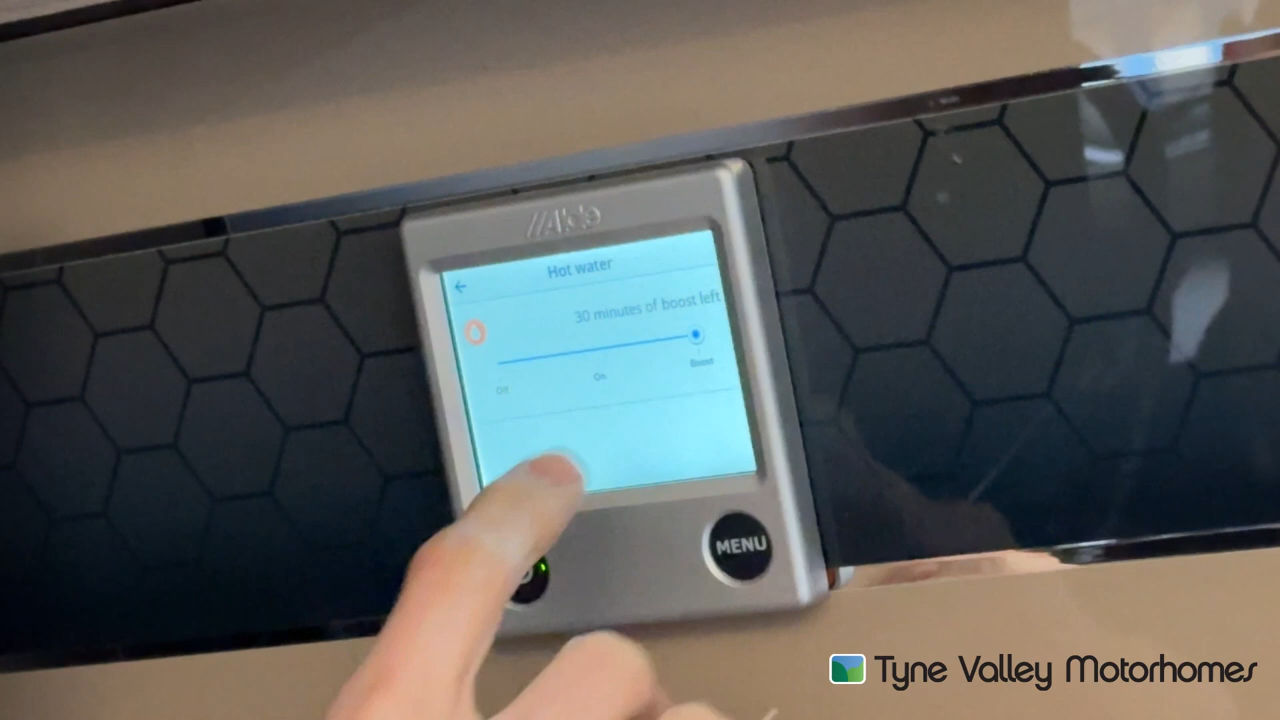 Alde
Hot water
30 minutes of boost left
Off
On
Boost
MENU
Tyne Valley Motorhomes